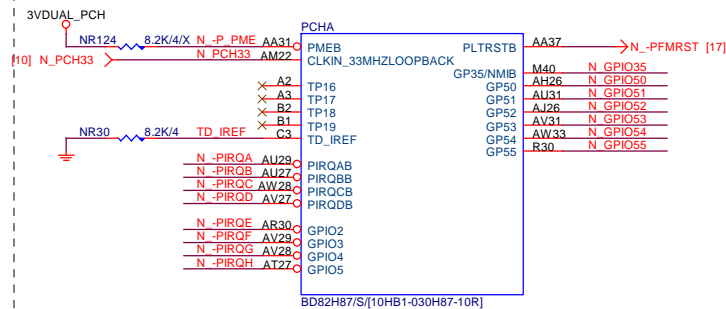 3VDUAL_PCH
PCHA
NR124 8.2K/4/X N_-P_PME AA31 PMEB PLTRSTB AA37 N_-PFMRST [17]
[10] N_PCH33 N_PCH33 AM22 CLKIN_33MHZLOOPBACK
GP35/NMIB M40 N_GPIO35
A2 TP16 GP50 AH26 N_GPIO50
A3 TP17 GP51 AU31 N_GPIO51
B2 TP18 GP52 AJ26 N_GPIO52
B1 TP19 GP53 AV31 N_GPIO53
NR30 8.2K/4 TD_IREF C3 TD_IREF GP54 AW33 N_GPIO54
GP55 R30 N_GPIO55
N_-PIRQA AU29 PIRQAB
N_-PIRQB AU27 PIRQBB
N_-PIRQC AW28 PIRQCB
N_-PIRQD AV27 PIRQDB
N_-PIRQE AR30 GPIO2
N_-PIRQF AV29 GPIO3
N_-PIRQG AV28 GPIO4
N_-PIRQH AT27 GPIO5
BD82H87/S/[10HB1-030H87-10R]